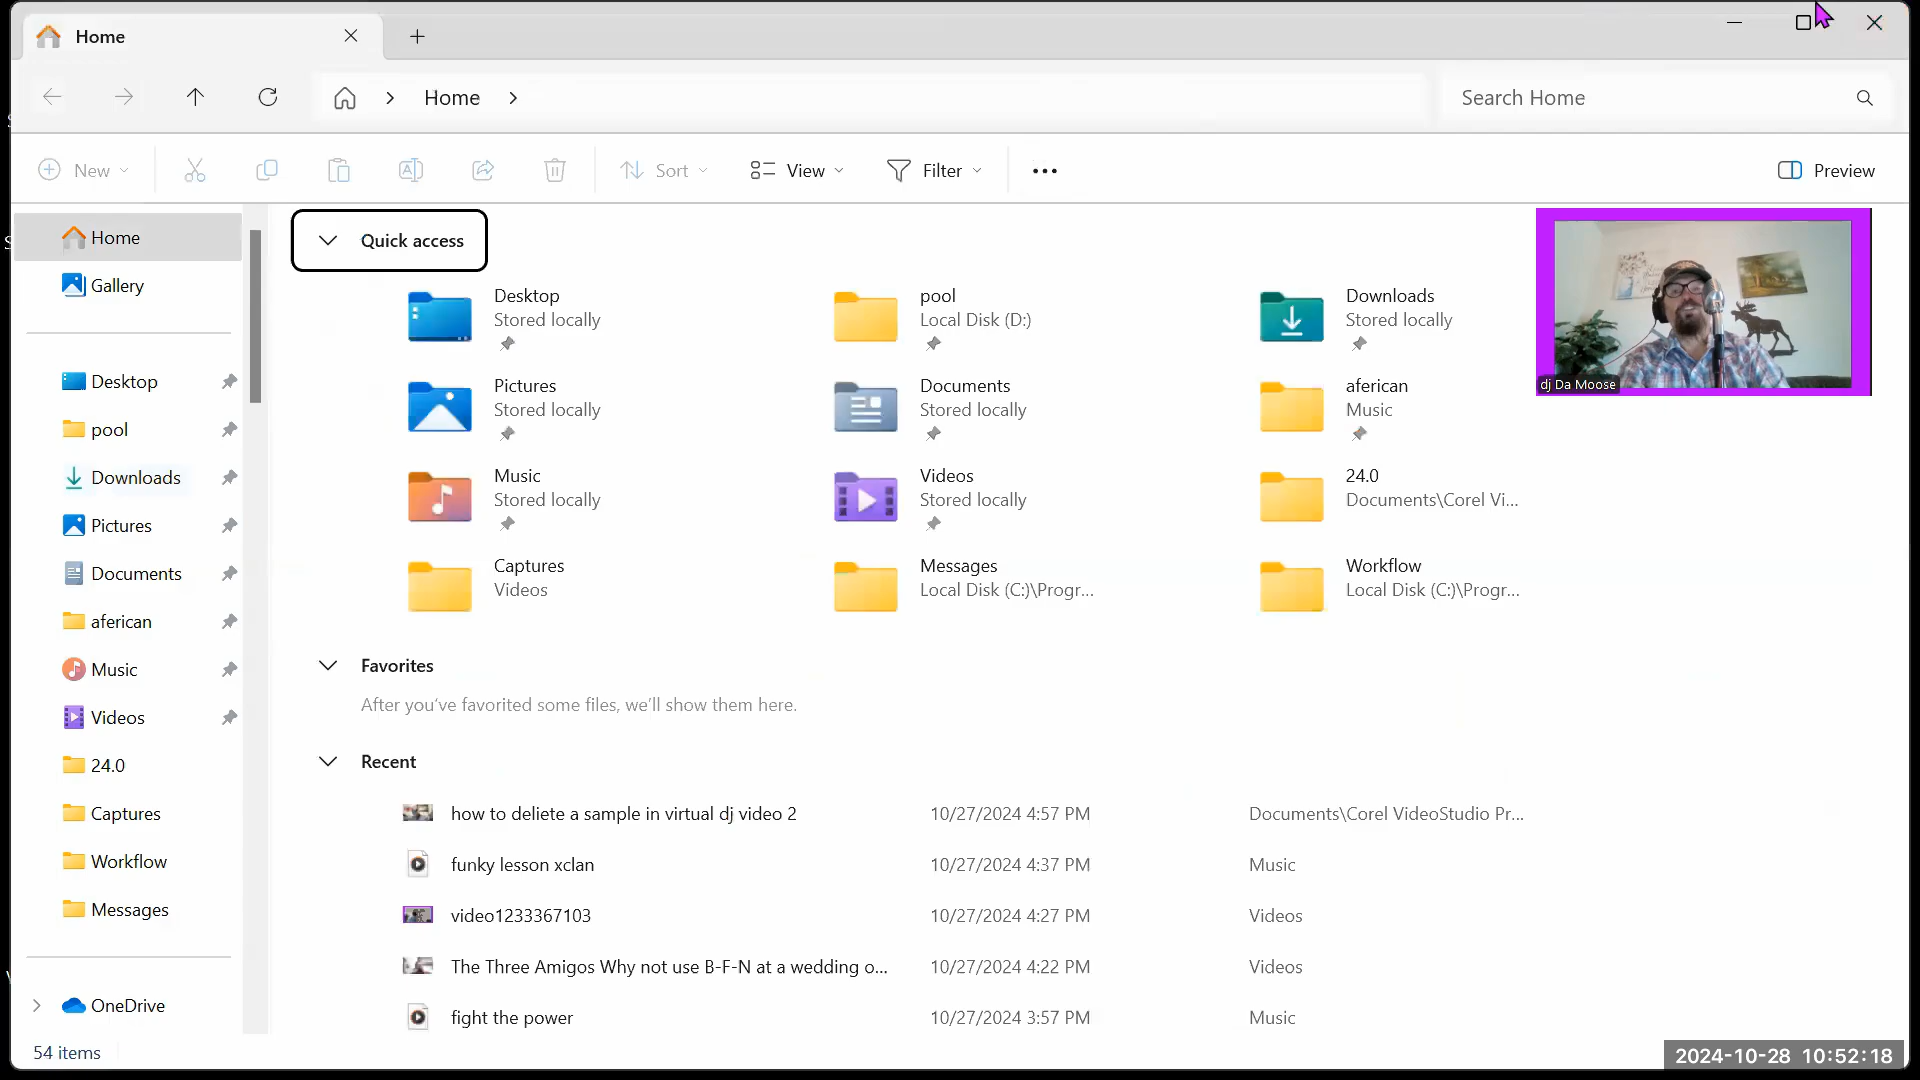 Home
Home
Search Home
New
Sort
View
Filter
Preview
Home
Gallery
Desktop
pool
Downloads
Pictures
Documents
aferican
Music
Videos
24.0
Captures
Workflow
Messages
OneDrive
54 items
Quick access
Desktop
Stored locally
pool
Local Disk (D:)
Downloads
Stored locally
Pictures
Stored locally
Documents
Stored locally
aferican
Music
Music
Stored locally
Videos
Stored locally
24.0
Documents\Corel Vi...
Captures
Videos
Messages
Local Disk (C:)\Progr...
Workflow
Local Disk (C:)\Progr...
dj Da Moose
Favorites
After you've favorited some files, we'll show them here.
Recent
how to deliete a sample in virtual dj video 2 10/27/2024 4:57 PM Documents\Corel VideoStudio Pr...
funky lesson xclan 10/27/2024 4:37 PM Music
video1233367103 10/27/2024 4:27 PM Videos
The Three Amigos Why not use B-F-N at a wedding o... 10/27/2024 4:22 PM Videos
fight the power 10/27/2024 3:57 PM Music
2024-10-28 10:52:18